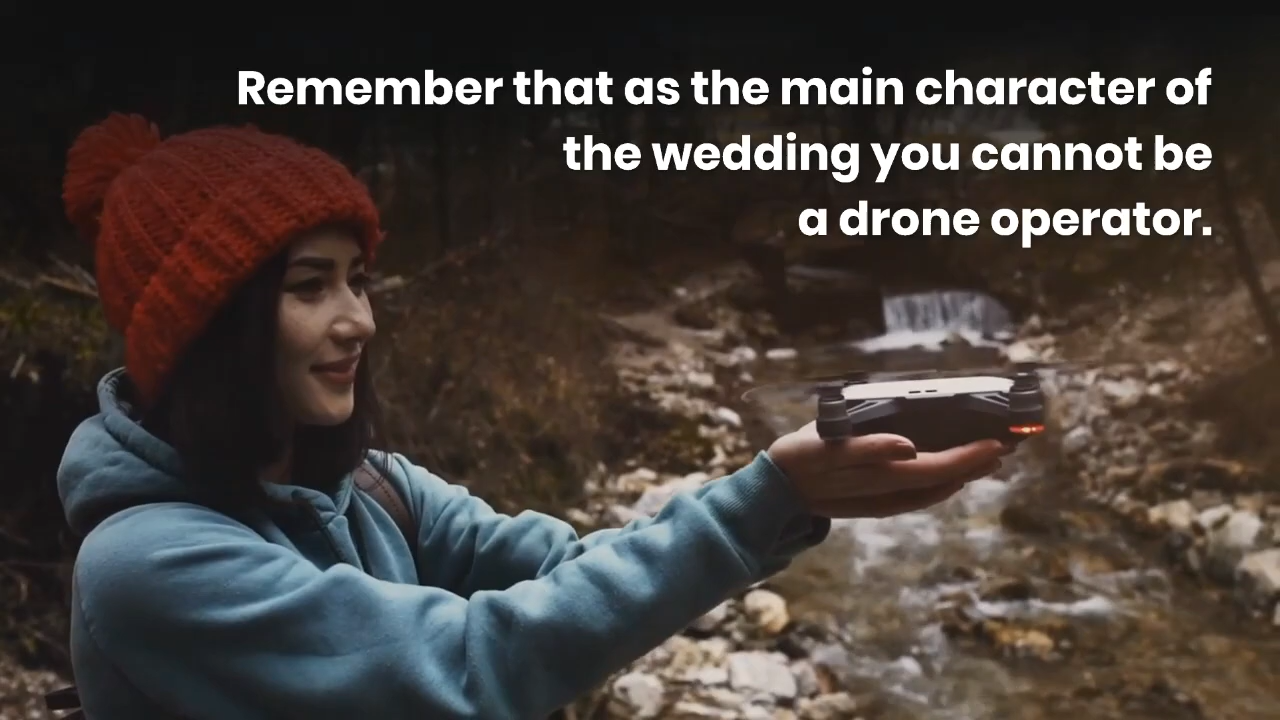 Remember that as the main character of
the wedding you cannot be
a drone operator.